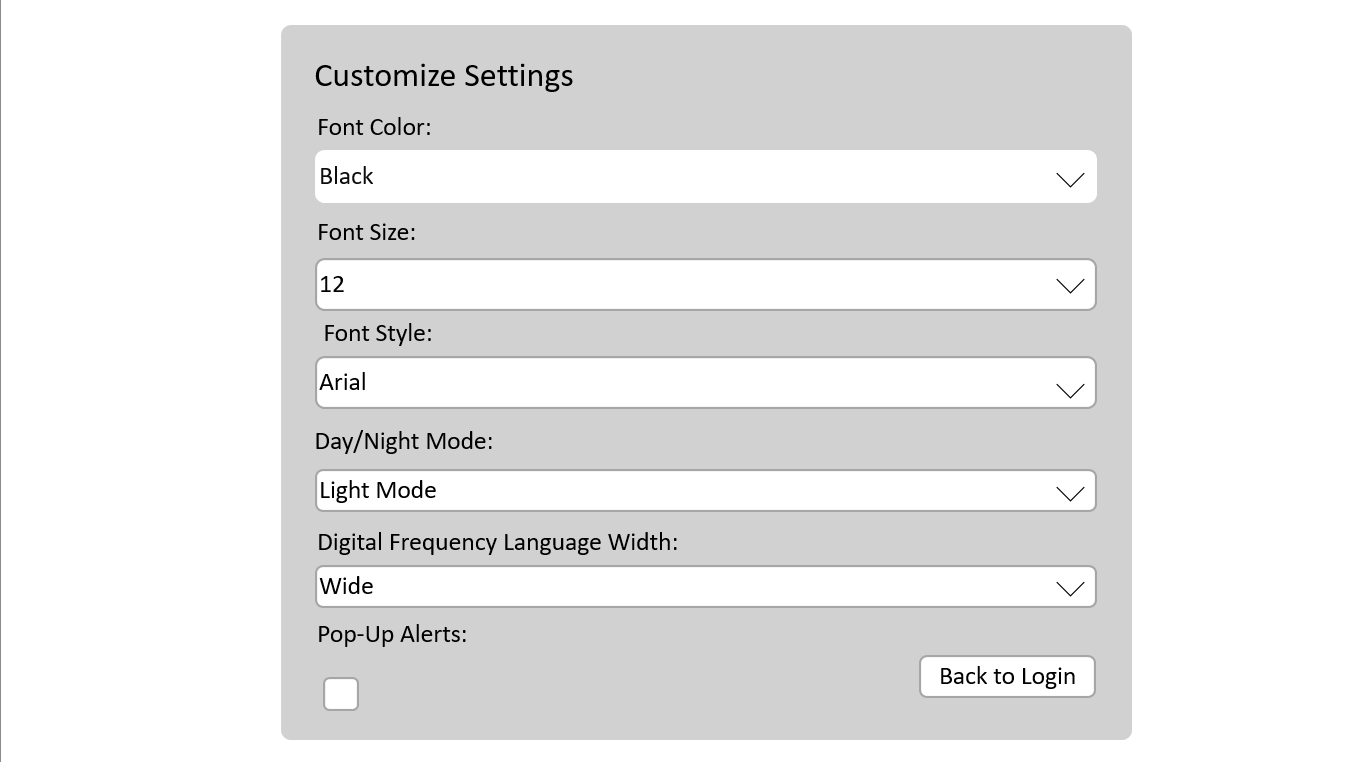 Customize Settings
Font Color:
Black
Font Size:
12
Font Style:
Arial
Day/Night Mode:
Light Mode
Digital Frequency Language Width:
Wide
Pop-Up Alerts:
Back to Login